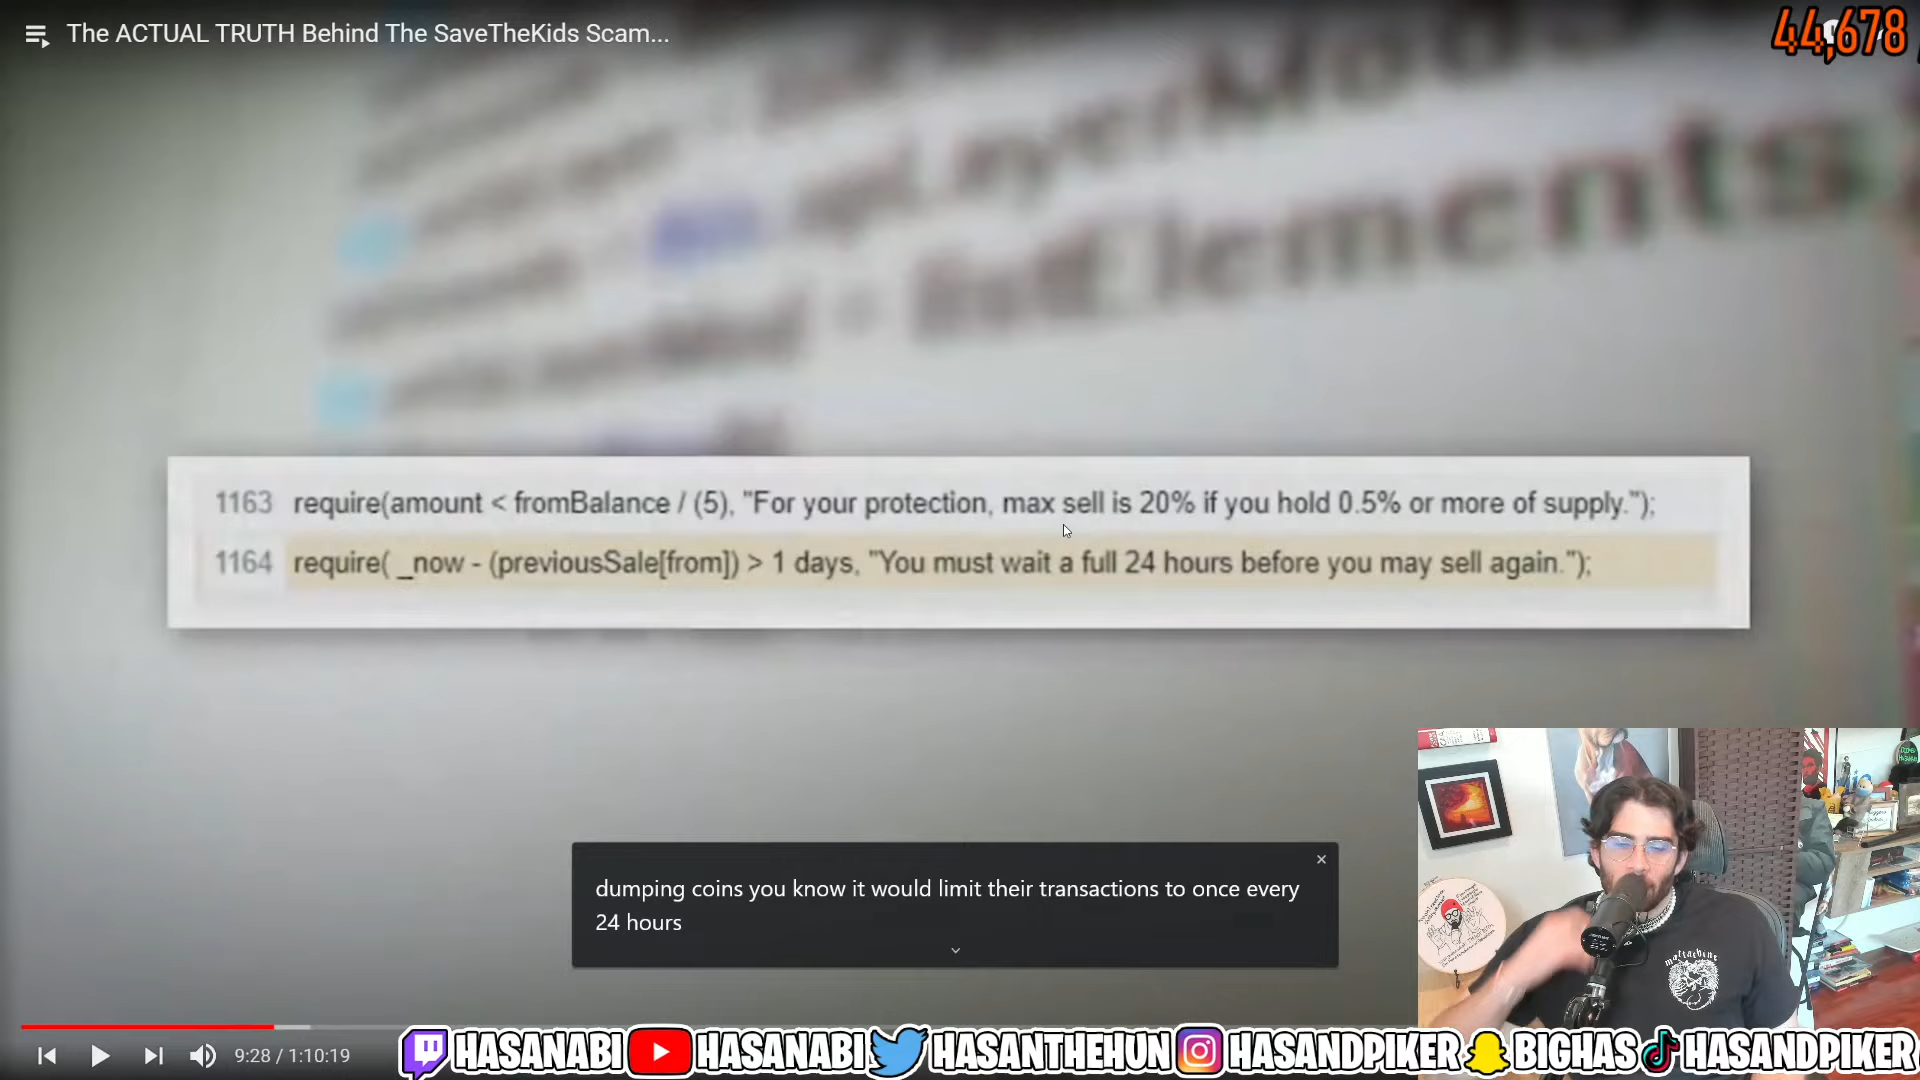 The ACTUAL TRUTH Behind The SaveTheKids Scam...
44,678
listElements
1163 require(amount < fromBalance / (5), "For your protection, max sell is 20% if you hold 0.5% or more of supply.");
1164 require( _now - (previousSale[from]) > 1 days, "You must wait a full 24 hours before you may sell again.");
dumping coins you know it would limit their transactions to once every
24 hours
9:28 / 1:10:19
HASANABI HASANABI HASANTHEHUN HASANDPIKER BIGHAS HASANDPIKER